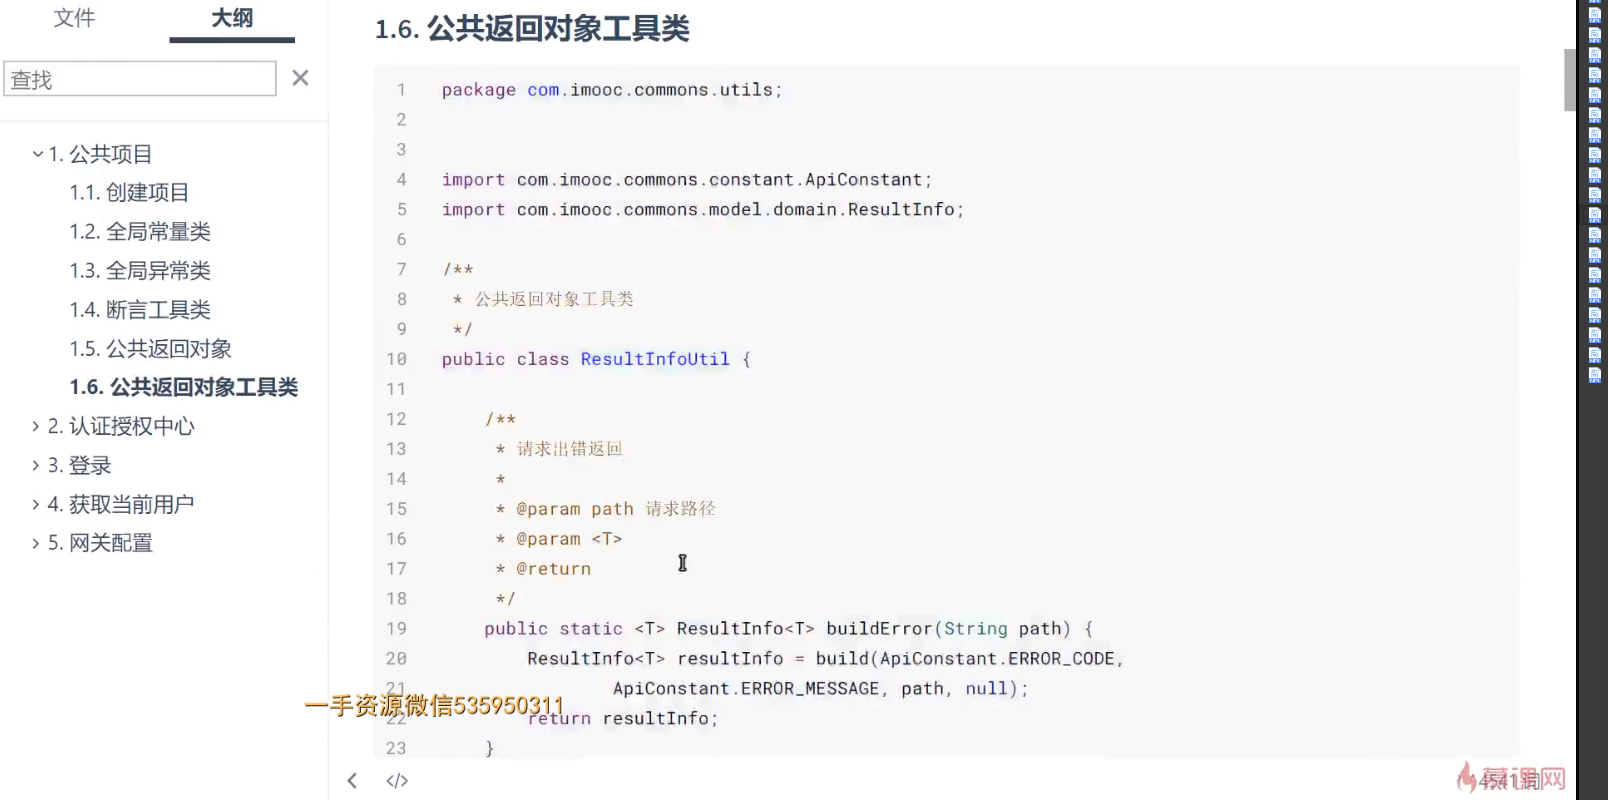 文件 大纲
查找
1. 公共项目
1.1. 创建项目
1.2. 全局常量类
1.3. 全局异常类
1.4. 断言工具类
1.5. 公共返回对象
1.6. 公共返回对象工具类
2. 认证授权中心
3. 登录
4. 获取当前用户
5. 网关配置
1.6. 公共返回对象工具类
1 package com.imooc.commons.utils;
2
3
4 import com.imooc.commons.constant.ApiConstant;
5 import com.imooc.commons.model.domain.ResultInfo;
6
7 /**
8 * 公共返回对象工具类
9 */
10 public class ResultInfoUtil {
11
12 /**
13 * 请求出错返回
14 *
15 * @param path 请求路径
16 * @param <T>
17 * @return
18 */
19 public static <T> ResultInfo<T> buildError(String path) {
20 ResultInfo<T> resultInfo = build(ApiConstant.ERROR_CODE,
21 ApiConstant.ERROR_MESSAGE, path, null);
22 return resultInfo;
23 }
一手资源微信535950311
</> 
慕课网